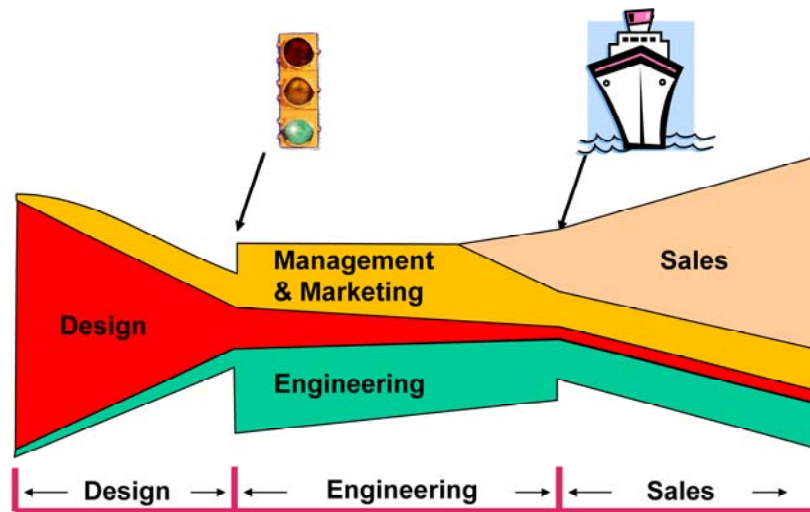 Management
& Marketing
Sales
Design
Engineering
Design
Engineering
Sales